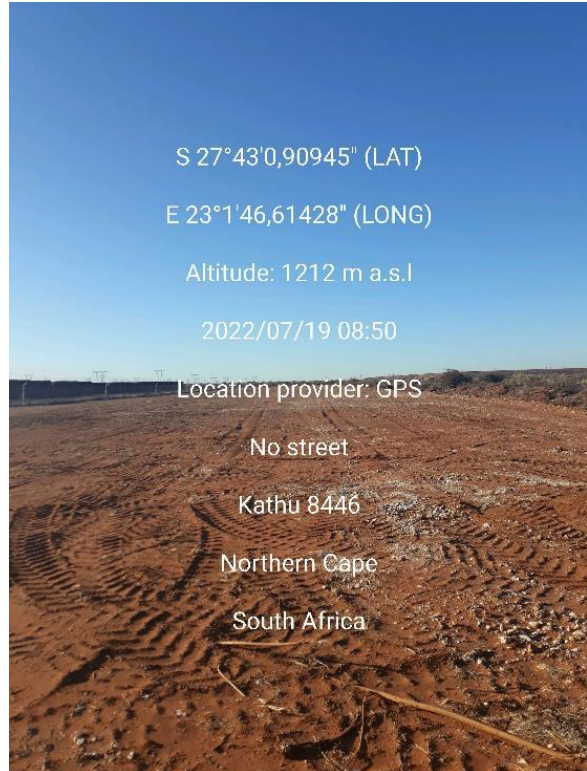 S 27°43'0,90945" (LAT)
E 23°1'46,61428" (LONG)
Altitude: 1212 m a.s.l
2022/07/19 08:50
Location provider: GPS
No street
Kathu 8446
Northern Cape
South Africa